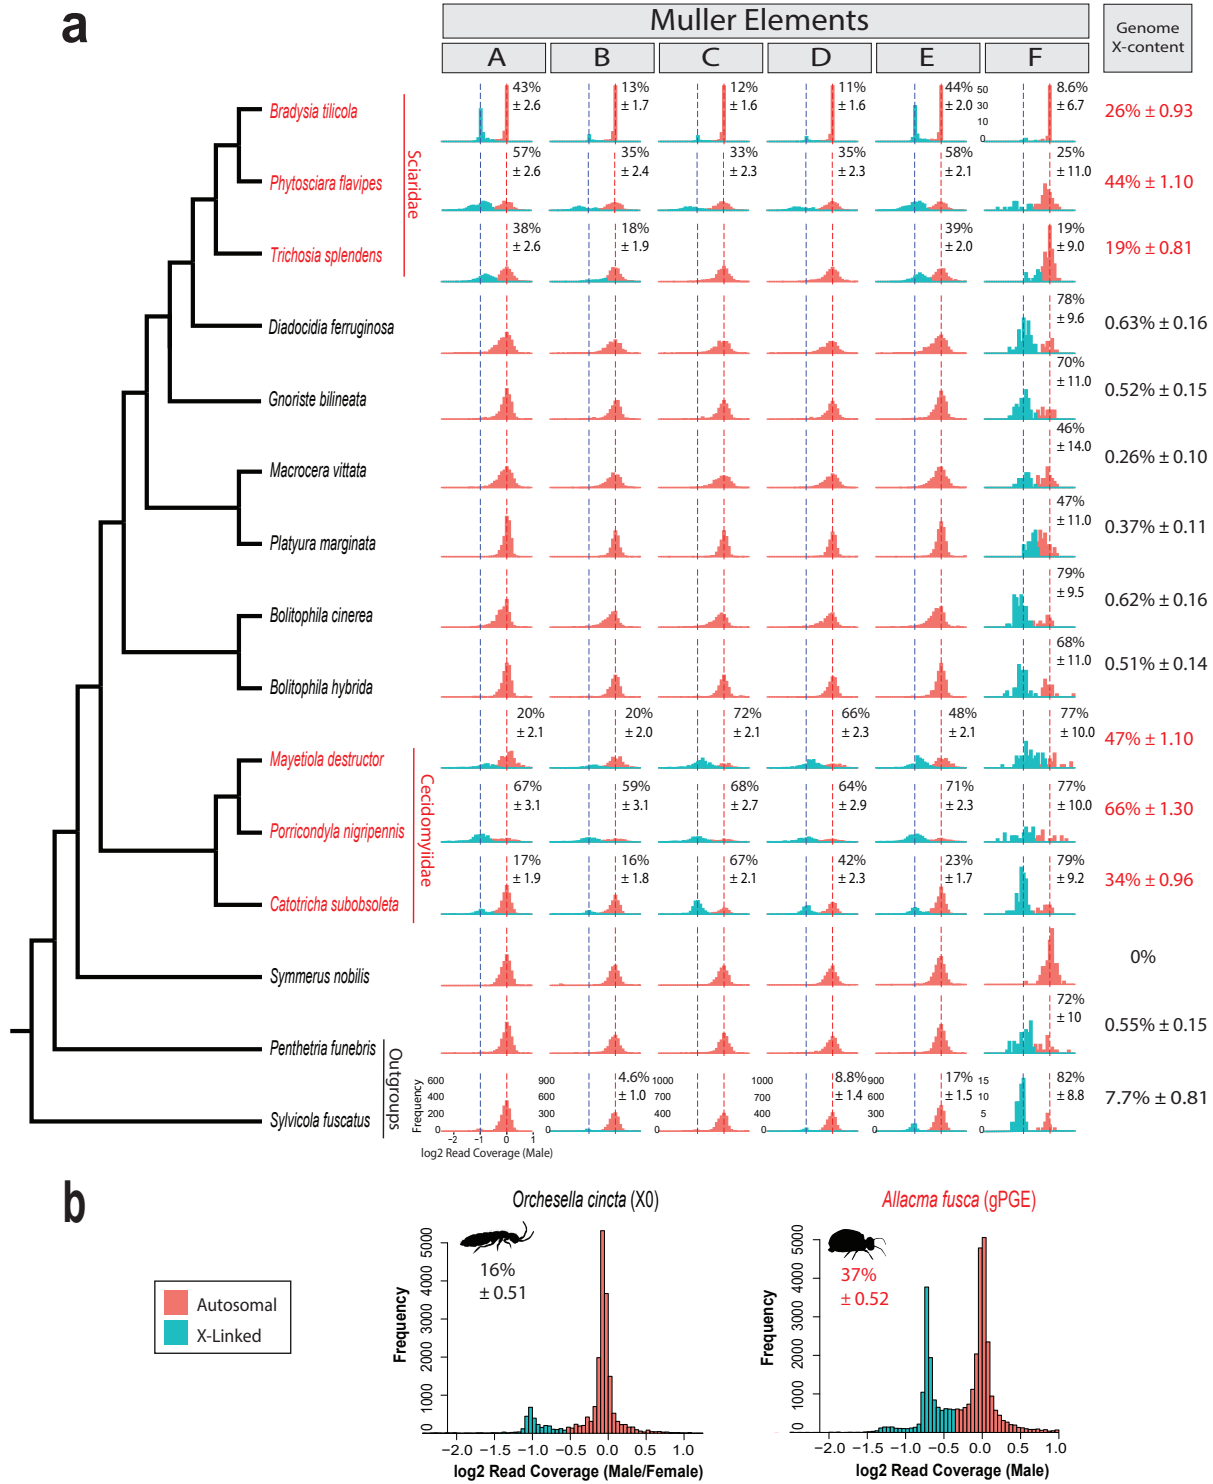 a
Muller Elements
Genome
X-content
A B C D E F
Bradysia tilicola
43% ± 2.6
13% ± 1.7
12% ± 1.6
11% ± 1.6
44% ± 2.0
50
30
10
0
8.6% ± 6.7
26% ± 0.93
Sciaridae
Phytosciara flavipes
57% ± 2.6
35% ± 2.4
33% ± 2.3
35% ± 2.3
58% ± 2.1
25% ± 11.0
44% ± 1.10
Trichosia splendens
38% ± 2.6
18% ± 1.9
39% ± 2.0
19% ± 9.0
19% ± 0.81
Diadocidia ferruginosa
78% ± 9.6
0.63% ± 0.16
Gnoriste bilineata
70% ± 11.0
0.52% ± 0.15
Macrocera vittata
46% ± 14.0
0.26% ± 0.10
Platyura marginata
47% ± 11.0
0.37% ± 0.11
Bolitophila cinerea
79% ± 9.5
0.62% ± 0.16
Bolitophila hybrida
68% ± 11.0
0.51% ± 0.14
Mayetiola destructor
20% ± 2.1
20% ± 2.0
72% ± 2.1
66% ± 2.3
48% ± 2.1
77% ± 10.0
47% ± 1.10
Cecidomyiidae
Porricondyla nigripennis
67% ± 3.1
59% ± 3.1
68% ± 2.7
64% ± 2.9
71% ± 2.3
77% ± 10.0
66% ± 1.30
Catotricha subobsoleta
17% ± 1.9
16% ± 1.8
67% ± 2.1
42% ± 2.3
23% ± 1.7
79% ± 9.2
34% ± 0.96
Symmerus nobilis
0%
Penthetria funebris
72% ± 10
0.55% ± 0.15
Outgroups
Sylvicola fuscatus
Frequency
600
400
200
0
900
600
300
0
4.6% ± 1.0
1000
700
400
1000
700
400
0
8.8% ± 1.4
900
600
300
0
17% ± 1.5
15
10
5
0
82% ± 8.8
7.7% ± 0.81
−2 −1 0 1
log2 Read Coverage (Male)
b
Autosomal
X-Linked
Orchesella cincta (X0)
16%
± 0.51
Frequency
5000
4000
3000
2000
1000
0
−2.0 −1.5 −1.0 −0.5 0.0 0.5 1.0
log2 Read Coverage (Male/Female)
Allacma fusca (gPGE)
37%
± 0.52
Frequency
5000
4000
3000
2000
1000
0
−2.0 −1.5 −1.0 −0.5 0.0 0.5 1.0
log2 Read Coverage (Male)